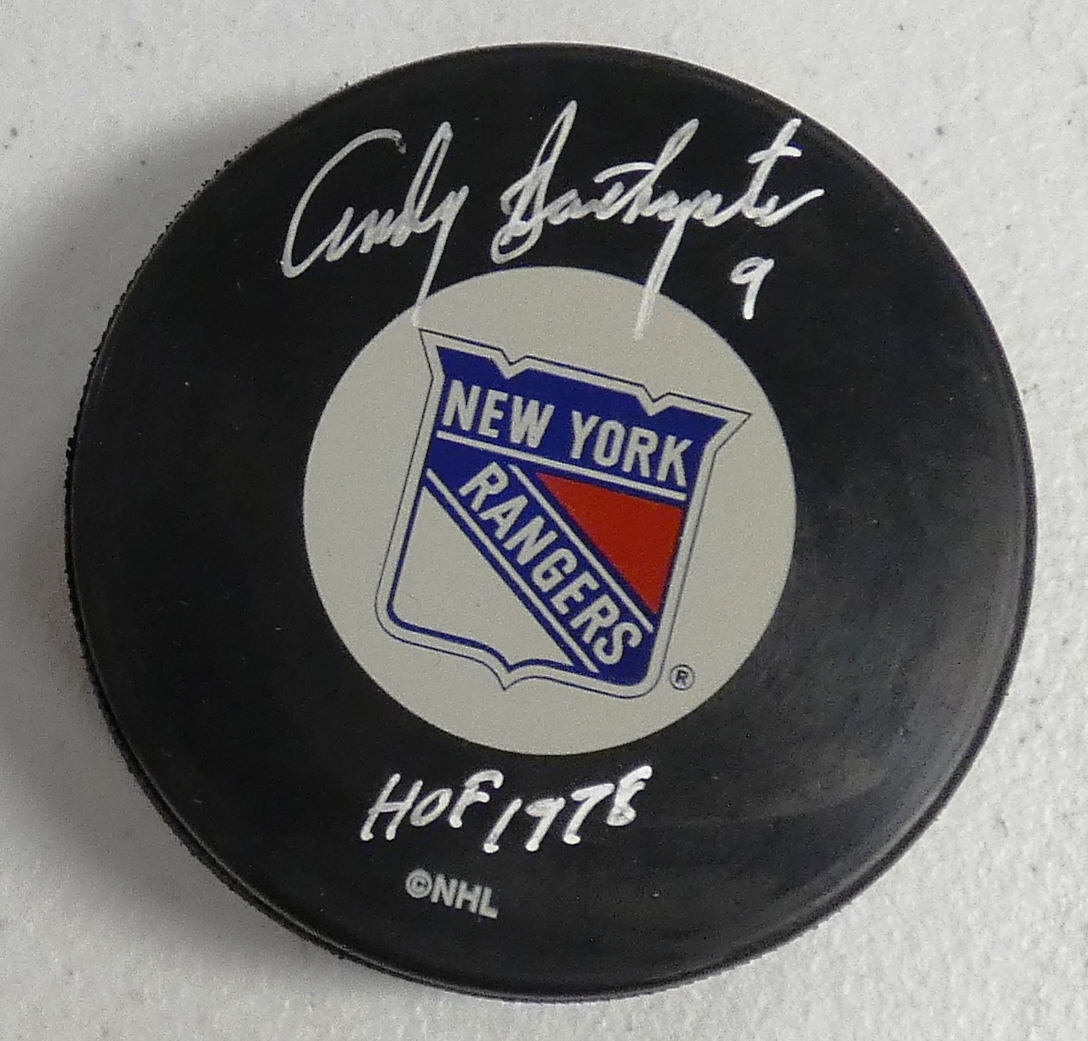 Andy Bathgate
9
NEW YORK
RANGERS
®
HOF 1978
©NHL